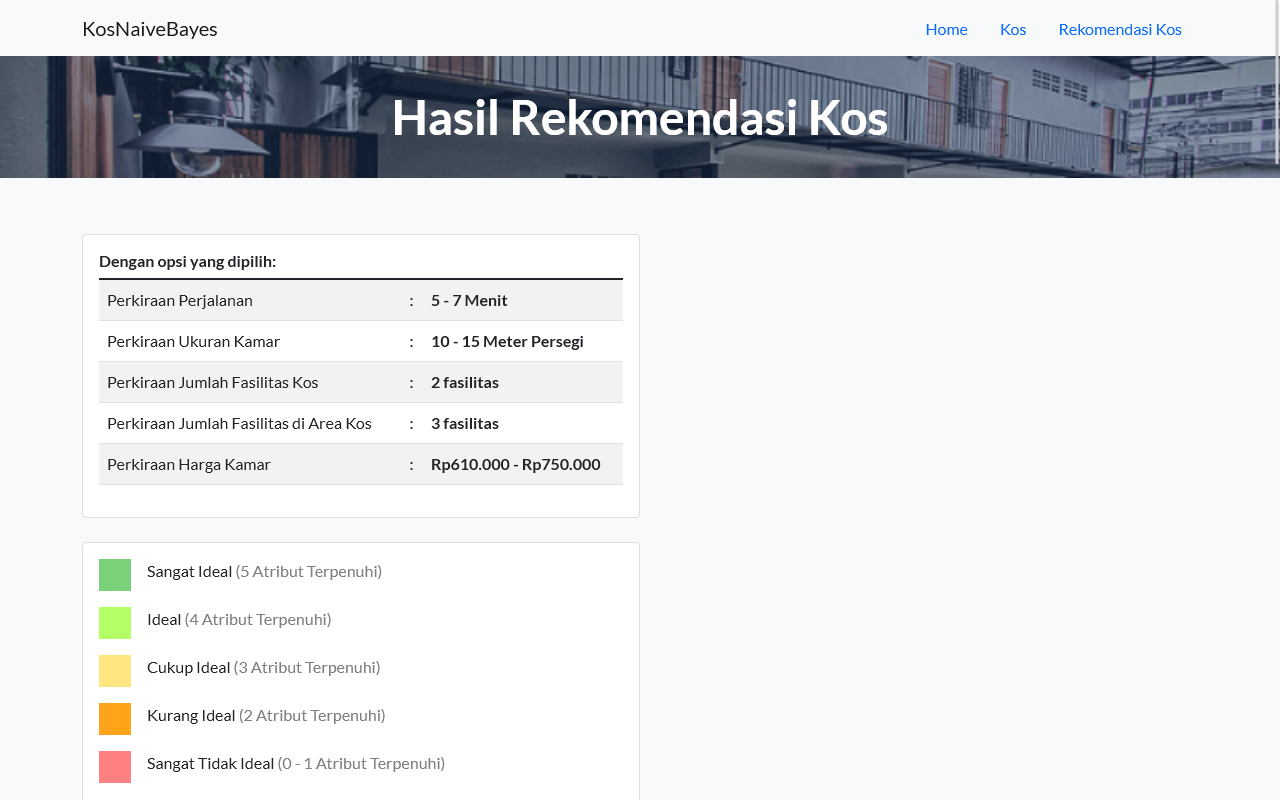 KosNaiveBayes Home Kos Rekomendasi Kos
Hasil Rekomendasi Kos
Dengan opsi yang dipilih:
Perkiraan Perjalanan : 5 - 7 Menit
Perkiraan Ukuran Kamar : 10 - 15 Meter Persegi
Perkiraan Jumlah Fasilitas Kos : 2 fasilitas
Perkiraan Jumlah Fasilitas di Area Kos : 3 fasilitas
Perkiraan Harga Kamar : Rp610.000 - Rp750.000
Sangat Ideal (5 Atribut Terpenuhi)
Ideal (4 Atribut Terpenuhi)
Cukup Ideal (3 Atribut Terpenuhi)
Kurang Ideal (2 Atribut Terpenuhi)
Sangat Tidak Ideal (0 - 1 Atribut Terpenuhi)